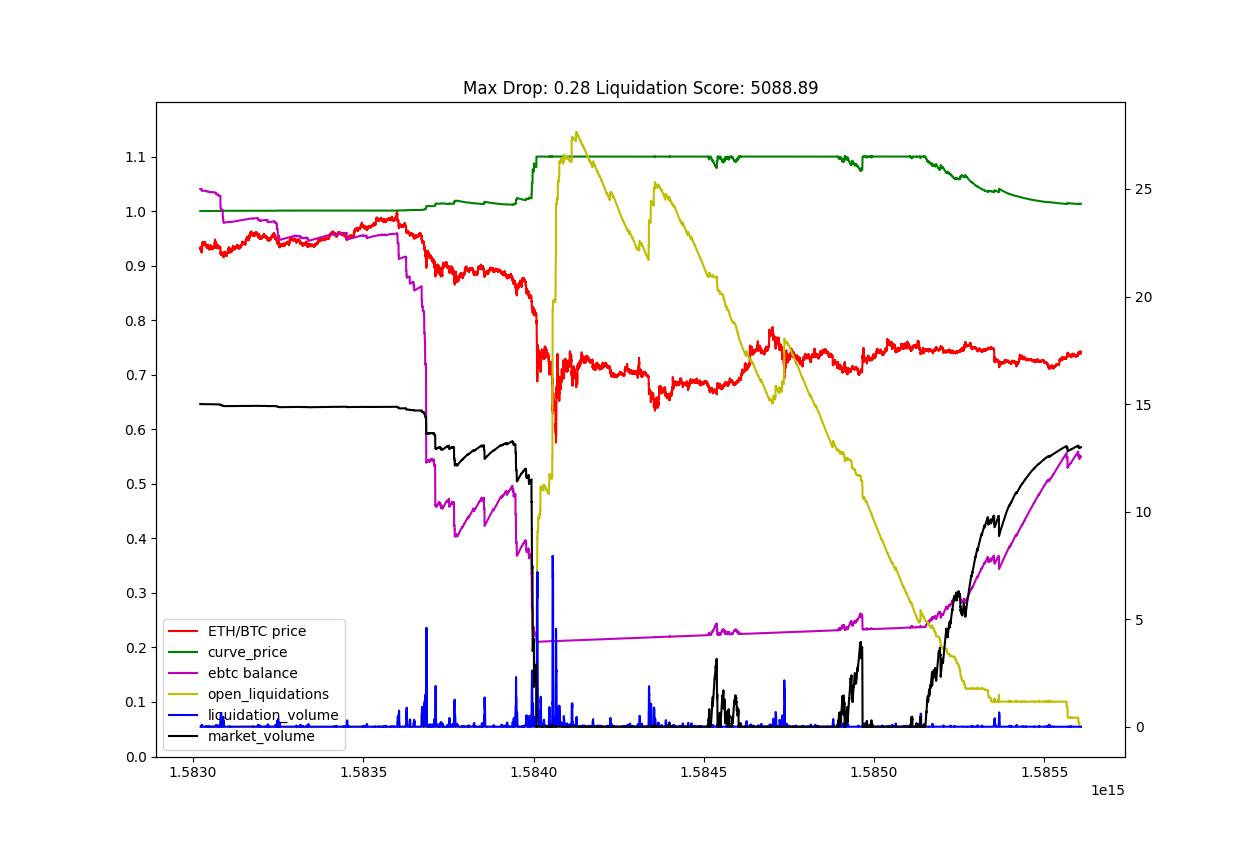 Max Drop: 0.28 Liquidation Score: 5088.89
1.1
1.0
0.9
0.8
0.7
0.6
0.5
0.4
0.3
0.2
0.1
0.0
25
20
15
10
5
0
ETH/BTC price
curve_price
ebtc balance
open_liquidations
liquidation_volume
market_volume
1.5830 1.5835 1.5840 1.5845 1.5850 1.5855
1e15